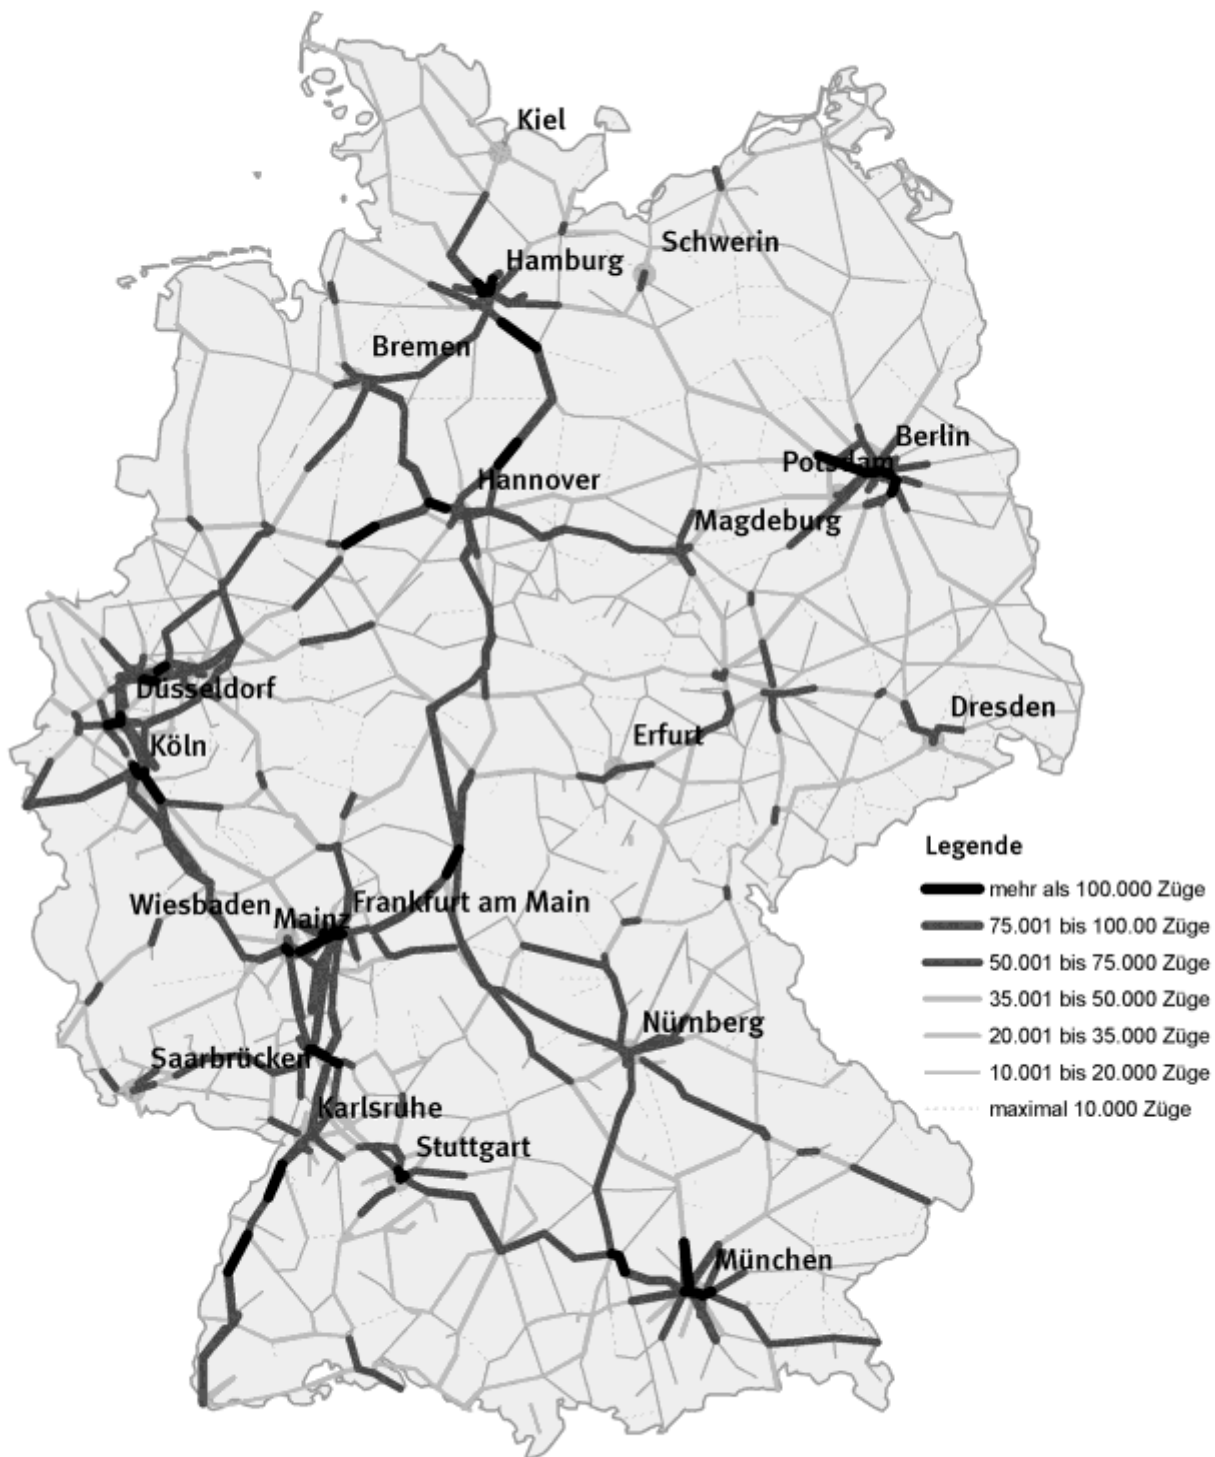 Kiel
Schwerin
Hamburg
Bremen
Berlin
Potsdam
Hannover
Magdeburg
Düsseldorf
Dresden
Erfurt
Köln
Legende
mehr als 100.000 Züge
Wiesbaden
Frankfurt am Main
Mainz
75.001 bis 100.00 Züge
50.001 bis 75.000 Züge
35.001 bis 50.000 Züge
Nürnberg
20.001 bis 35.000 Züge
Saarbrücken
10.001 bis 20.000 Züge
Karlsruhe
maximal 10.000 Züge
Stuttgart
München